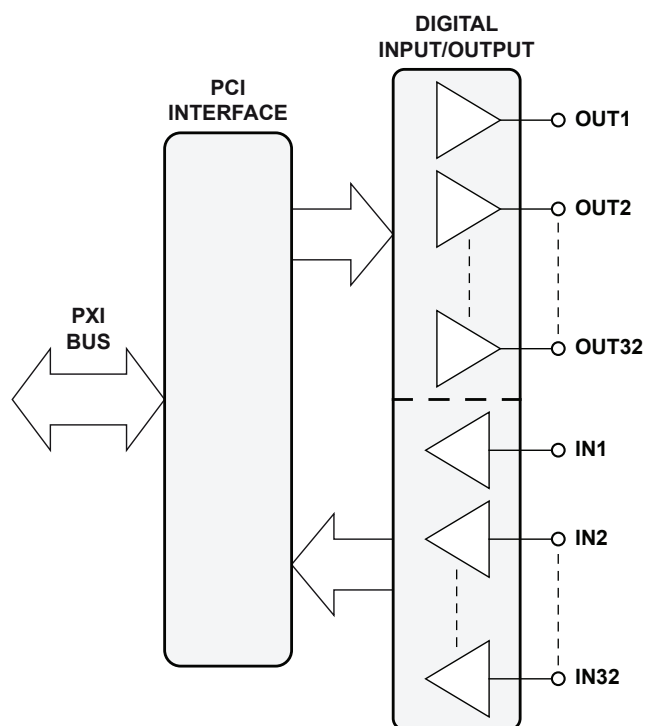 DIGITAL
INPUT/OUTPUT
PCI
INTERFACE
OUT1
OUT2
PXI
BUS
OUT32
IN1
IN2
IN32